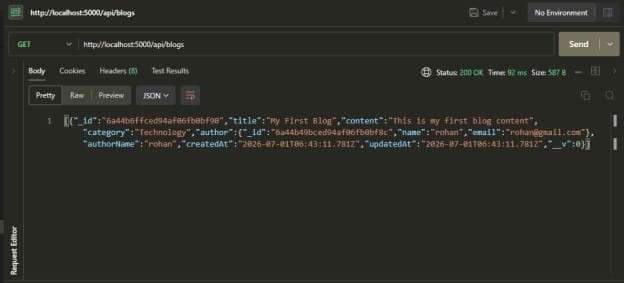 http://localhost:5000/api/blogs
Save
No Environment
GET
http://localhost:5000/api/blogs
Send
Body Cookies Headers (8) Test Results
Status: 200 OK Time: 92 ms Size: 587 B
Pretty Raw Preview JSON
1 [{"_id":"6a44b6ffced94af06fb0bf90","title":"My First Blog","content":"This is my first blog content",
"category":"Technology","author":{"_id":"6a44b49bced94af06fb0bf8c","name":"rohan","email":"rohan@gmail.com"},
"authorName":"rohan","createdAt":"2026-07-01T06:43:11.781Z","updatedAt":"2026-07-01T06:43:11.781Z","__v":0}]
Request Editor